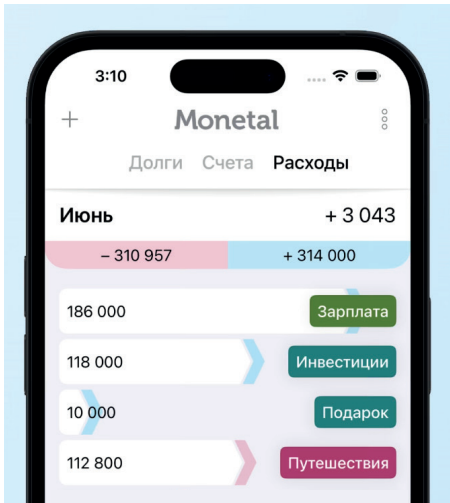 3:10
Monetal
Долги Счета Расходы
Июнь + 3 043
– 310 957 + 314 000
186 000 Зарплата
118 000 Инвестиции
10 000 Подарок
112 800 Путешествия